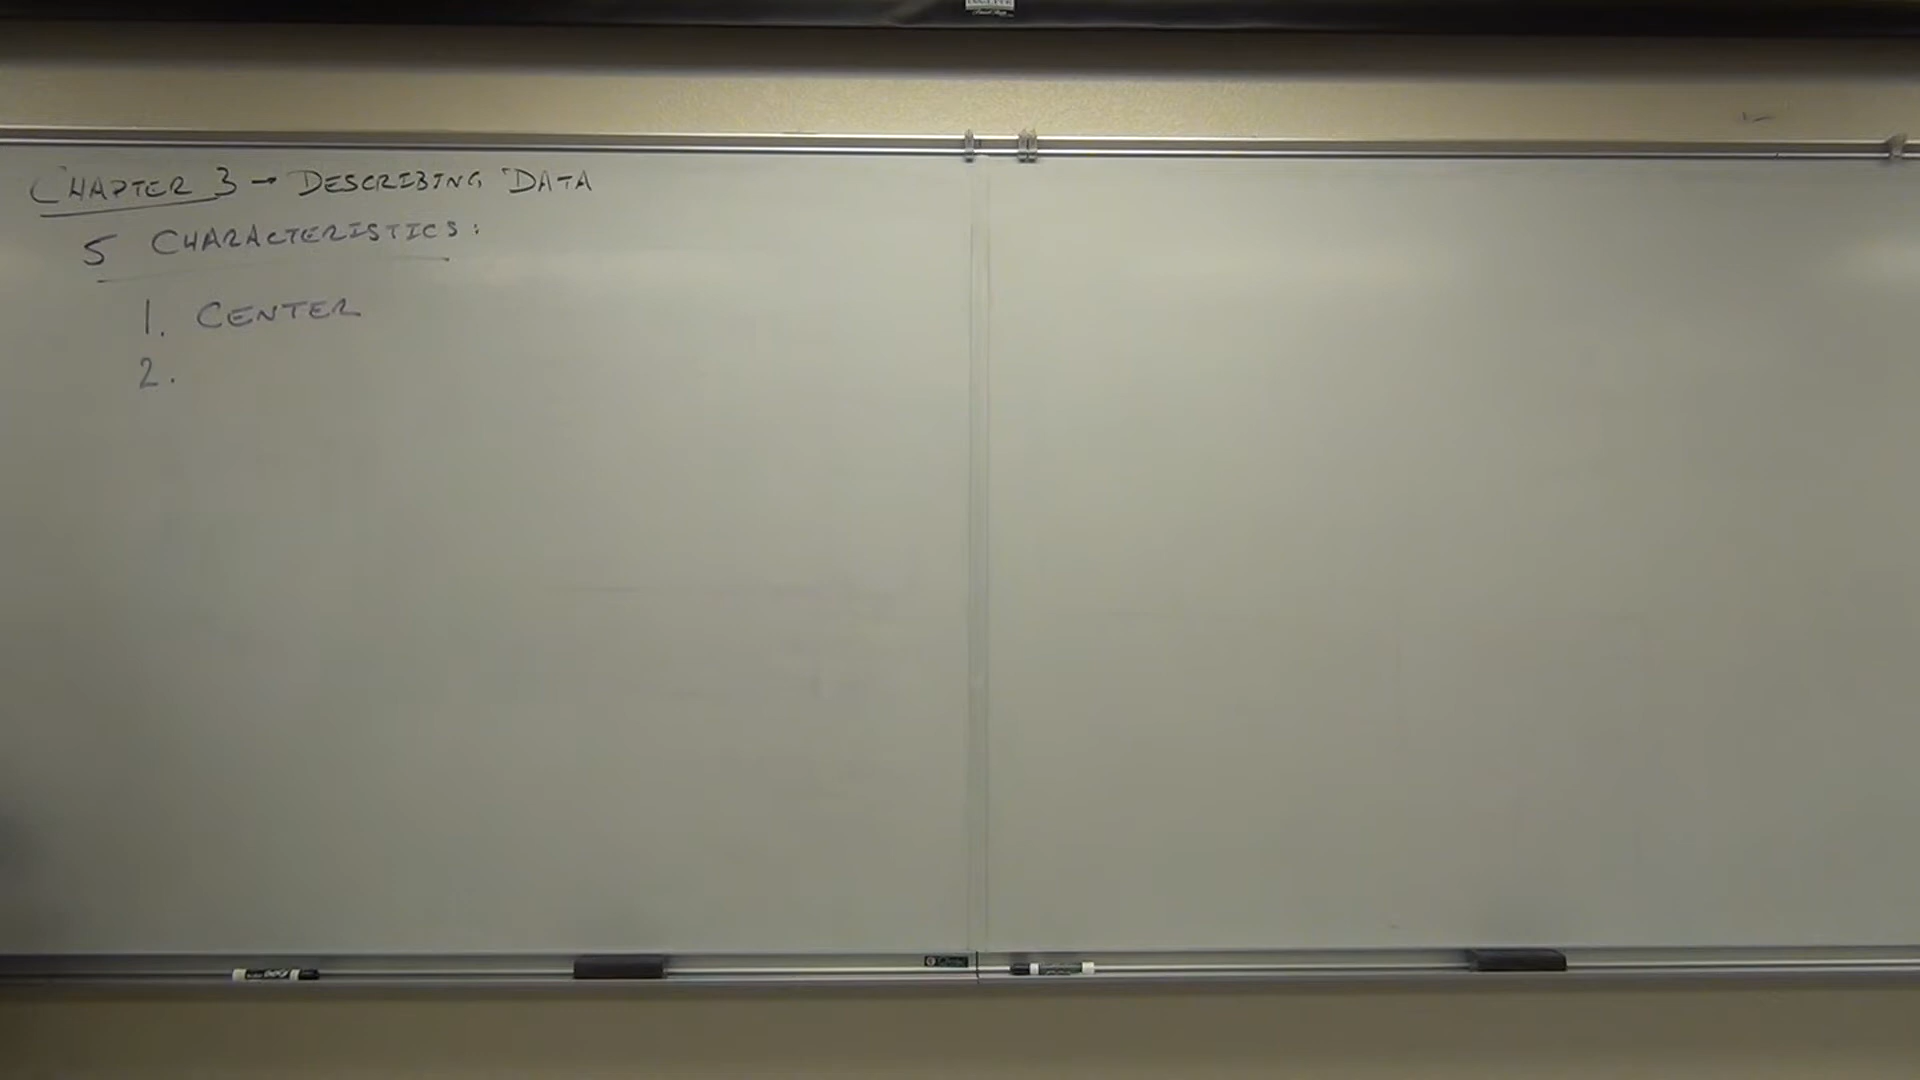 CHAPTER 3 → DESCRIBING DATA
5 CHARACTERISTICS:
1. CENTER
2.